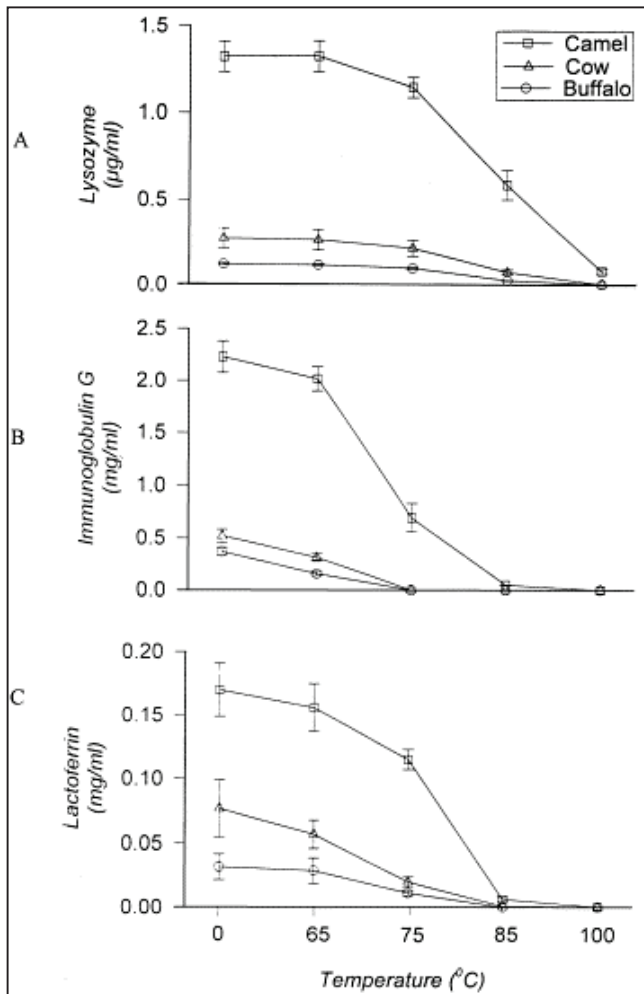 A
Lysozyme
(μg/ml)
1.5
1.0
0.5
0.0
Camel
Cow
Buffalo
B
Immunoglobulin G
(mg/ml)
2.5
2.0
1.5
1.0
0.5
0.0
C
Lactoferrin
(mg/ml)
0.20
0.15
0.10
0.05
0.00
0 65 75 85 100
Temperature (⁰C)